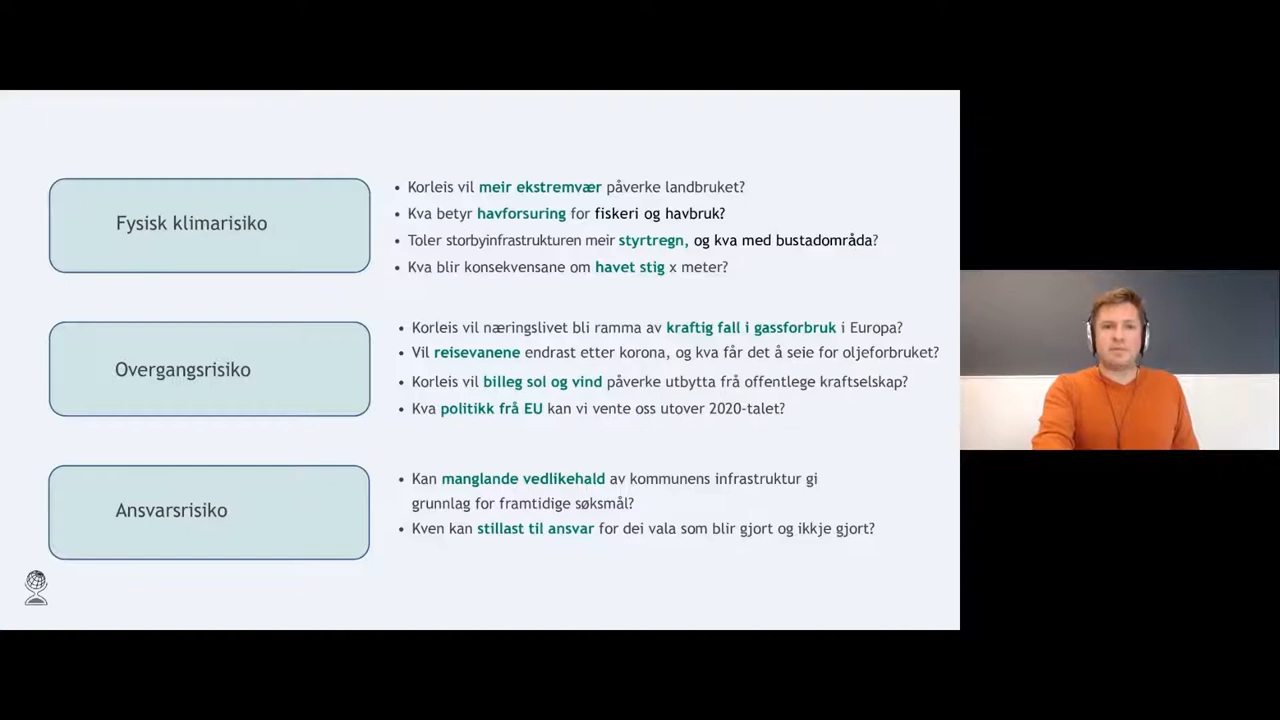 Fysisk klimarisiko
• Korleis vil meir ekstremvær påverke landbruket?
• Kva betyr havforsuring for fiskeri og havbruk?
• Toler storbyinfrastrukturen meir styrtregn, og kva med bustadområda?
• Kva blir konsekvensane om havet stig x meter?
Overgangsrisiko
• Korleis vil næringslivet bli ramma av kraftig fall i gassforbruk i Europa?
• Vil reisevanene endrast etter korona, og kva får det å seie for oljeforbruket?
• Korleis vil billeg sol og vind påverke utbytta frå offentlege kraftselskap?
• Kva politikk frå EU kan vi vente oss utover 2020-talet?
Ansvarsrisiko
• Kan manglande vedlikehald av kommunens infrastruktur gi
grunnlag for framtidige søksmål?
• Kven kan stillast til ansvar for dei vala som blir gjort og ikkje gjort?